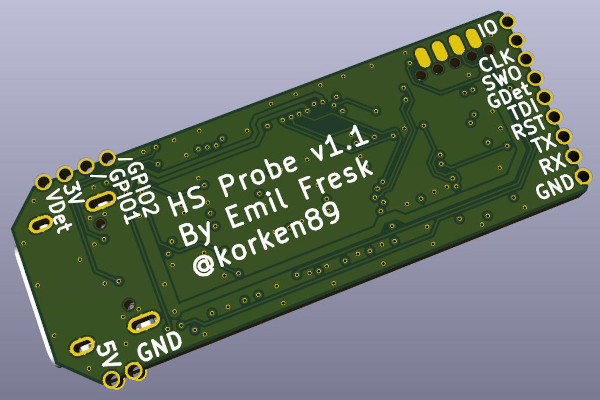 IO
CLK
SWO
GDet
TDI
RST
TX
RX
GND
/GPIO2
/GPIO1
3V
VDet
HS Probe v1.1
By Emil Fresk
@korken89
5V
GND